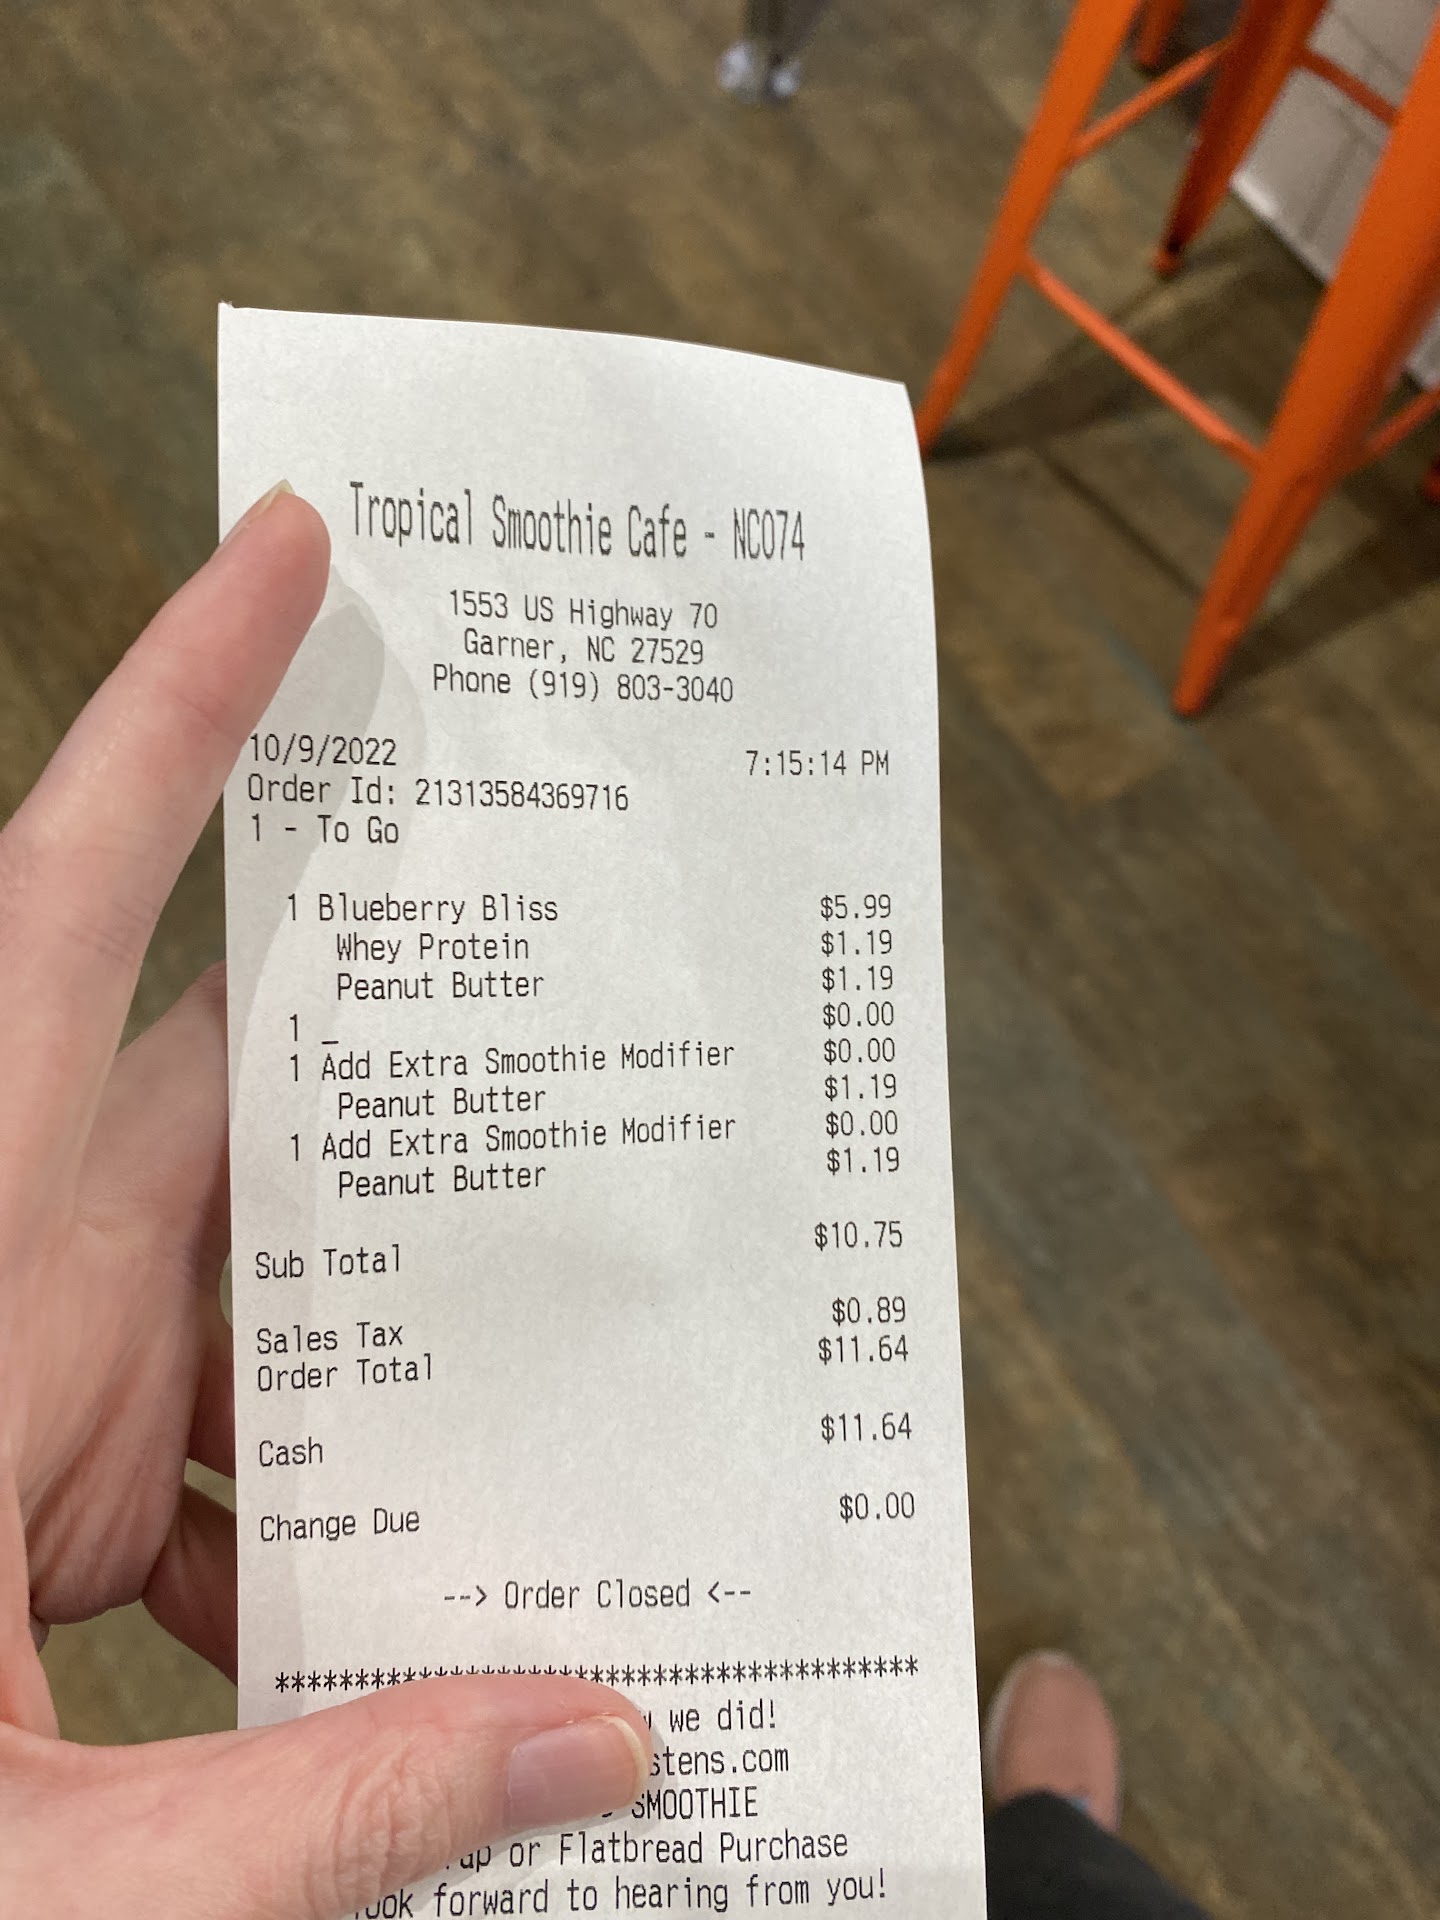 Tropical Smoothie Cafe - NC074
1553 US Highway 70
Garner, NC 27529
Phone (919) 803-3040
10/9/2022 7:15:14 PM
Order Id: 21313584369716
1 - To Go
1 Blueberry Bliss $5.99
Whey Protein $1.19
Peanut Butter $1.19
1 _ $0.00
1 Add Extra Smoothie Modifier $0.00
Peanut Butter $1.19
1 Add Extra Smoothie Modifier $0.00
Peanut Butter $1.19
Sub Total $10.75
Sales Tax $0.89
Order Total $11.64
Cash $11.64
Change Due $0.00
--> Order Closed <--
****************************************
we did!
stens.com
SMOOTHIE
or Flatbread Purchase
forward to hearing from you!